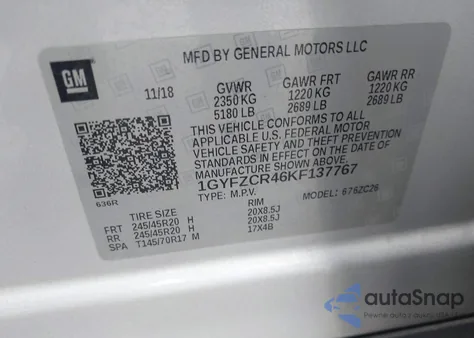 MFD BY GENERAL MOTORS LLC
GM
11/18 GVWR GAWR FRT GAWR RR
2350 KG 1220 KG 1220 KG
5180 LB 2689 LB 2689 LB
THIS VEHICLE CONFORMS TO ALL
APPLICABLE U.S. FEDERAL MOTOR
VEHICLE SAFETY AND THEFT PREVENTION
STANDARDS IN EFFECT ON THE DATE OF
MANUFACTURE SHOWN ABOVE.
1GYFZCR46KF137767
TYPE: M.P.V. MODEL: 6762C26
636R
TIRE SIZE RIM
FRT 245/45R20 H 20X8.5J
RR 245/45R20 H 20X8.5J
SPA T145/70R17 M 17X4B
autoSnap